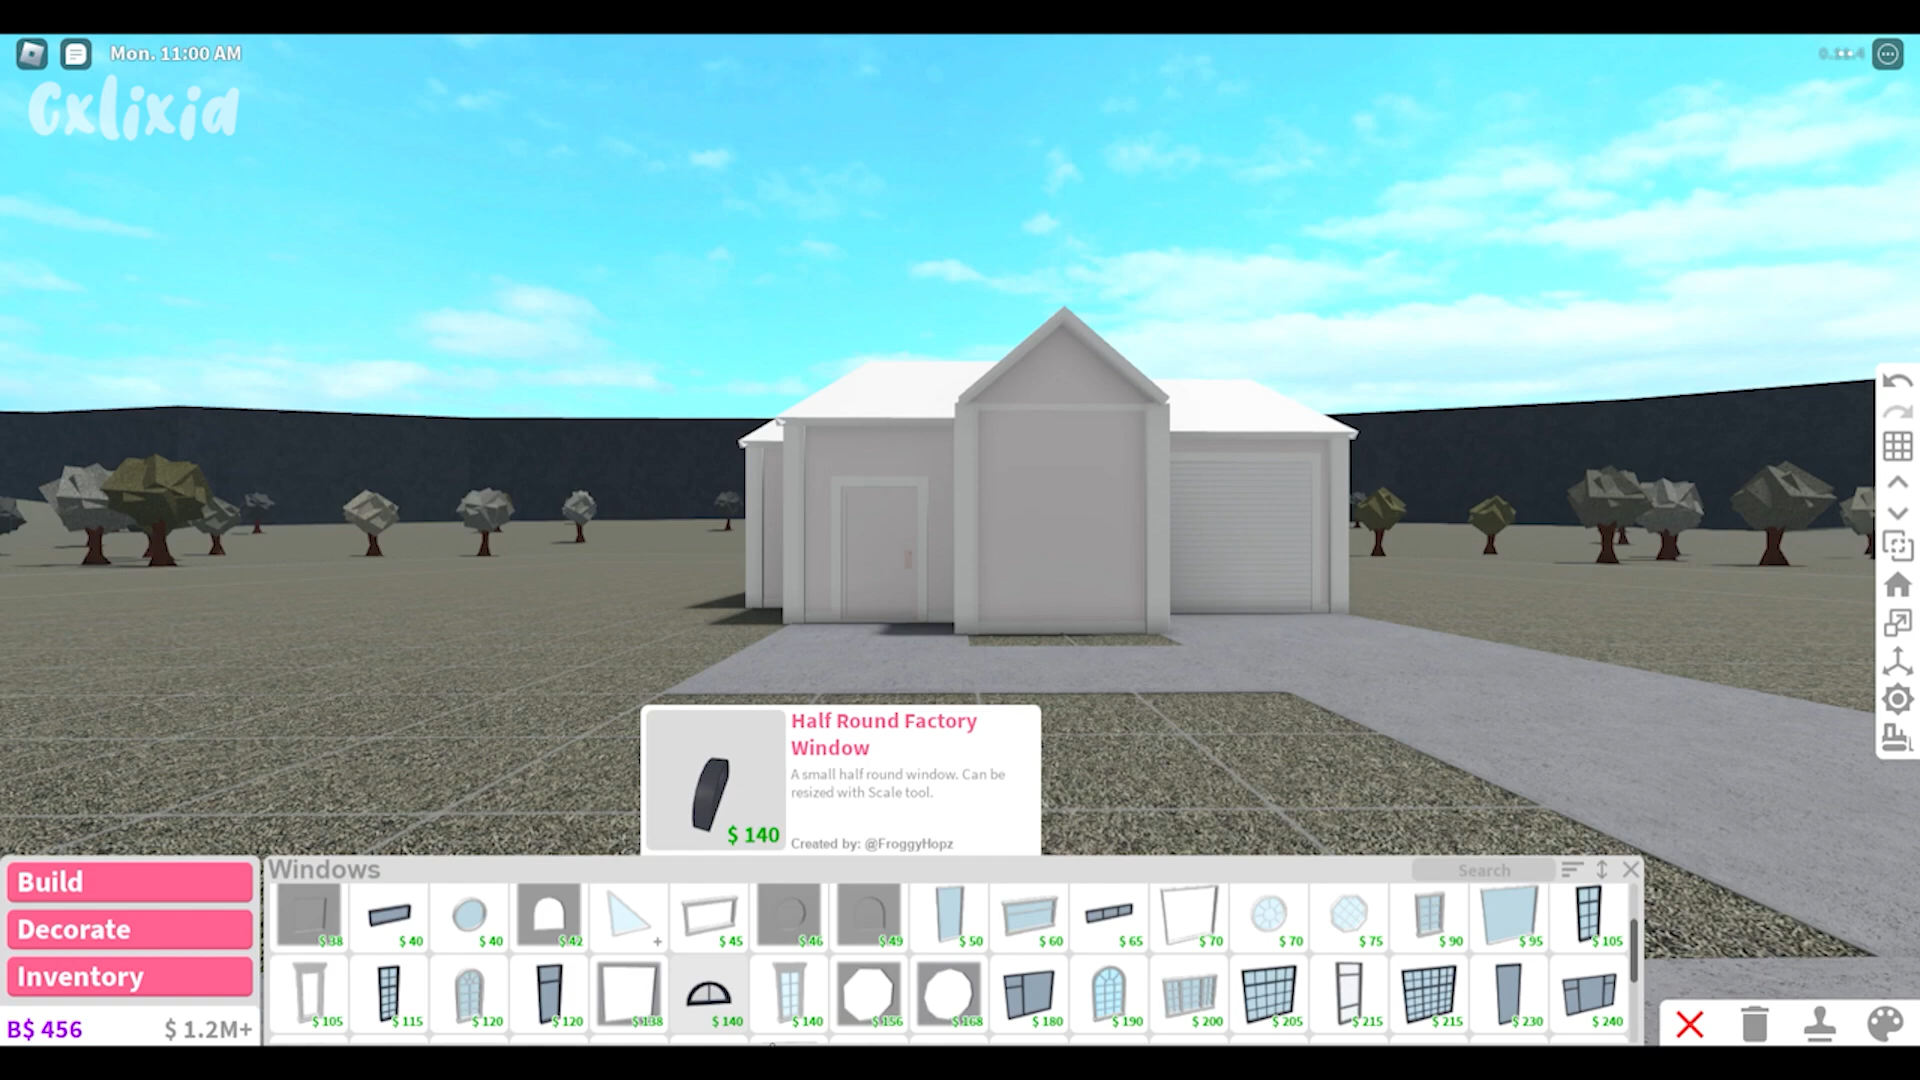 Mon. 11:00 AM
Cxlixia
Half Round Factory
Window
A small half round window. Can be
resized with Scale tool.
$ 140
Created by: @FroggyHopz
Build
Decorate
Inventory
B$ 456
$ 1.2M+
Windows
Search
$ 38
$ 40
$ 40
$ 42
+
$ 45
$ 46
$ 49
$ 50
$ 60
$ 65
$ 70
$ 70
$ 75
$ 90
$ 95
$ 105
$ 105
$ 115
$ 120
$ 120
$ 138
$ 140
$ 140
$ 156
$ 168
$ 180
$ 190
$ 200
$ 205
$ 215
$ 215
$ 230
$ 240